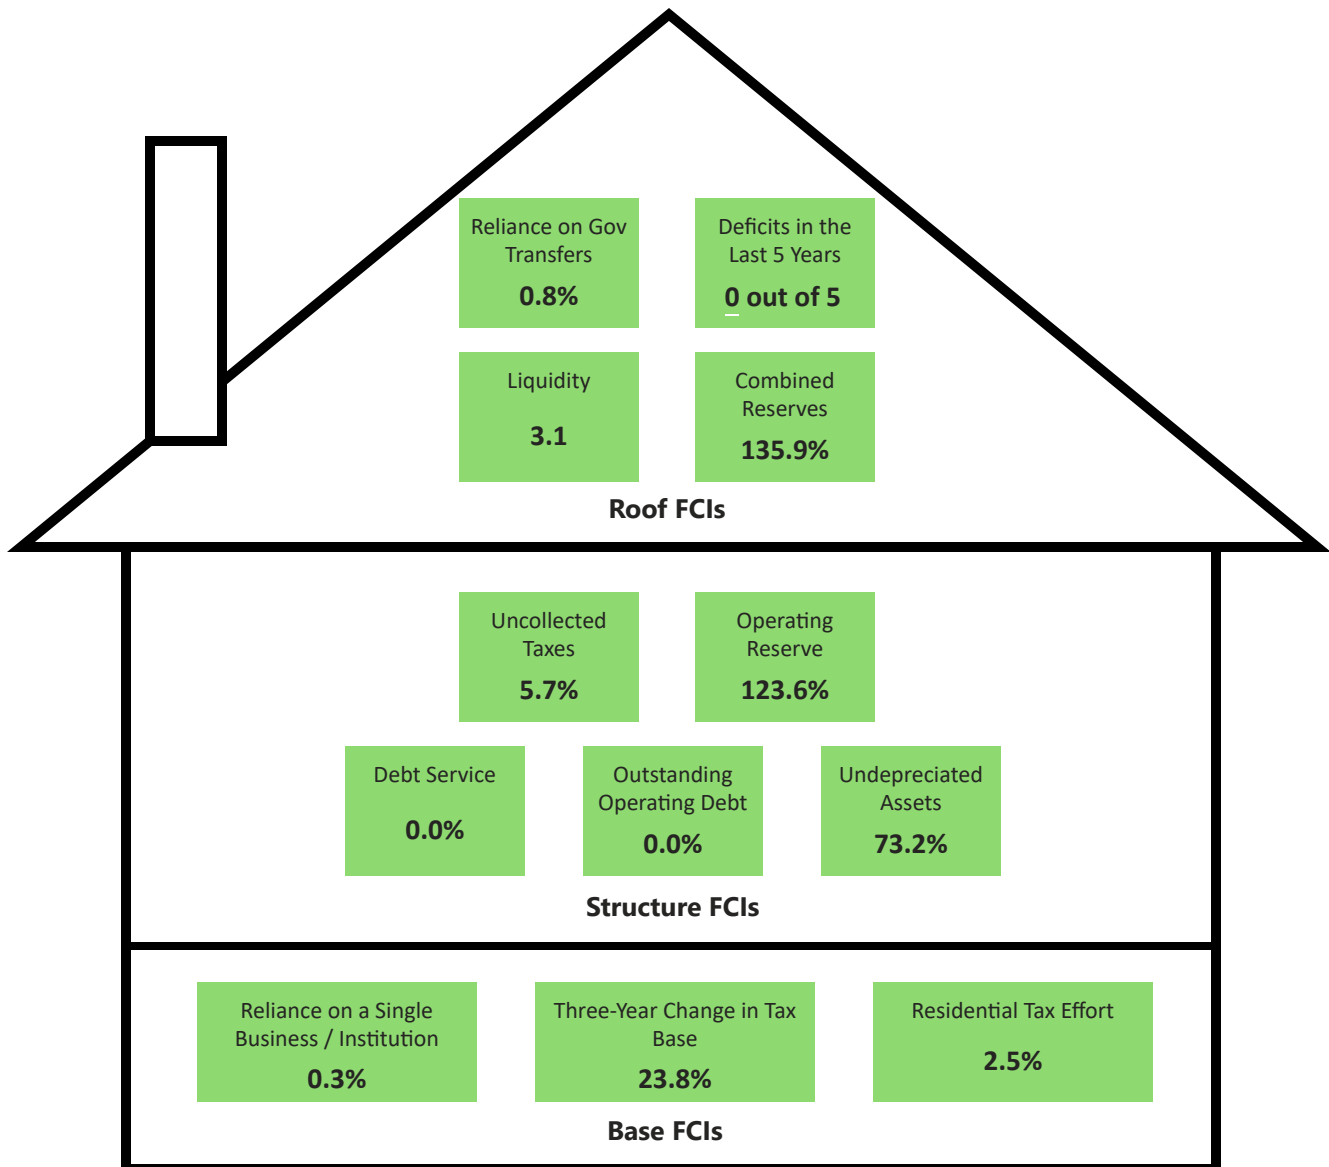 Reliance on Gov
Transfers
0.8%
Deficits in the
Last 5 Years
0 out of 5
Liquidity
3.1
Combined
Reserves
135.9%
Roof FCIs
Uncollected
Taxes
5.7%
Operating
Reserve
123.6%
Debt Service
0.0%
Outstanding
Operating Debt
0.0%
Undepreciated
Assets
73.2%
Structure FCIs
Reliance on a Single
Business / Institution
0.3%
Three-Year Change in Tax
Base
23.8%
Residential Tax Effort
2.5%
Base FCIs